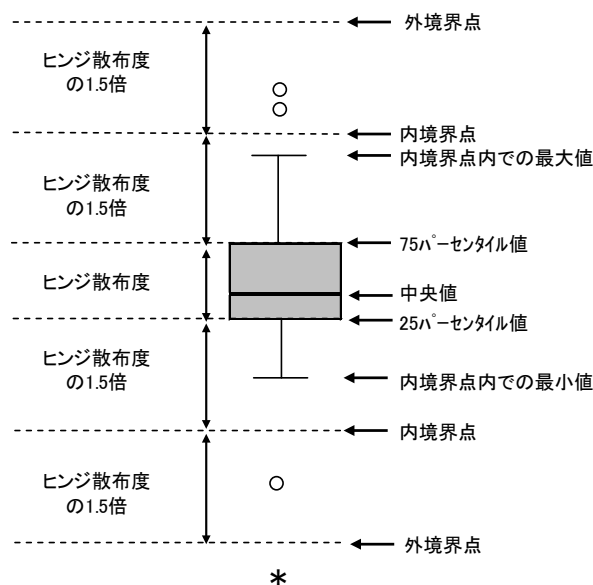 外境界点
ヒンジ散布度
の1.5倍
内境界点
内境界点内での最大値
ヒンジ散布度
の1.5倍
75ﾊﾟｰｾﾝﾀｲﾙ値
ヒンジ散布度
中央値
25ﾊﾟｰｾﾝﾀｲﾙ値
ヒンジ散布度
の1.5倍
内境界点内での最小値
内境界点
ヒンジ散布度
の1.5倍
外境界点
*